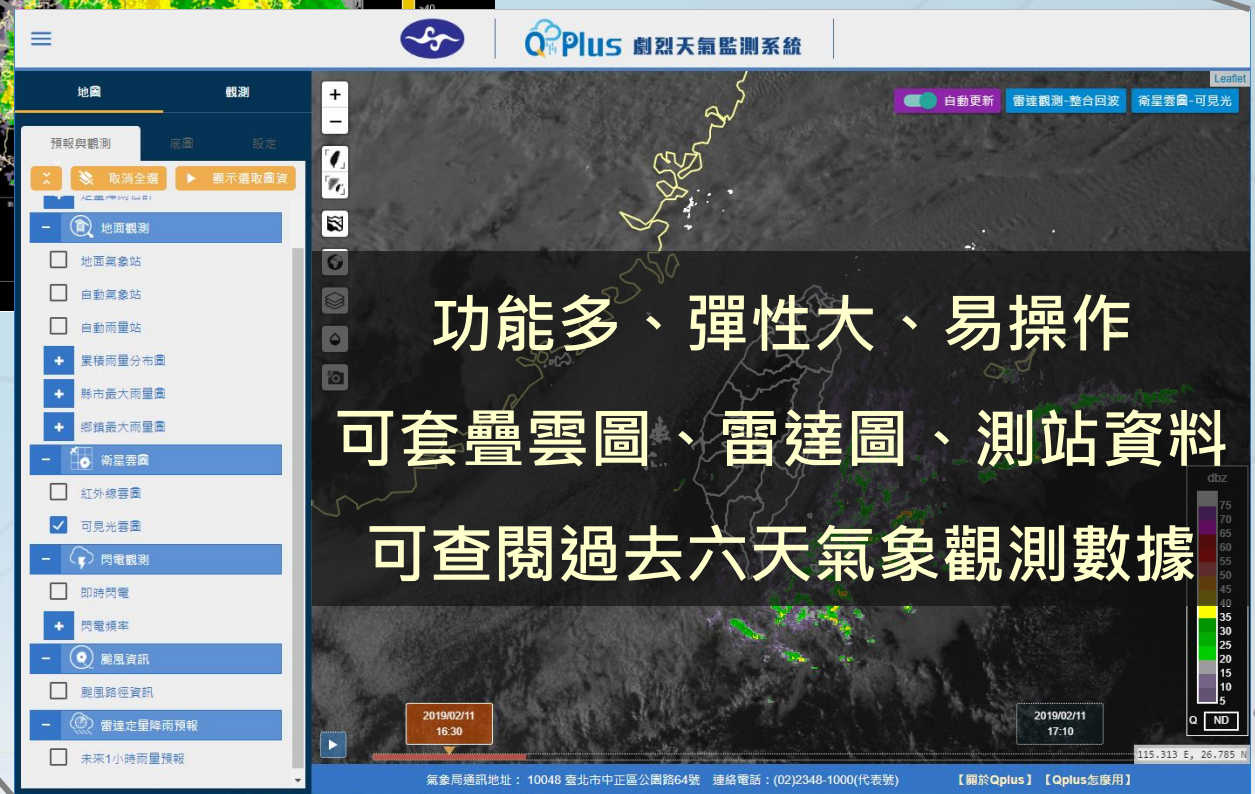 >40
QPlus 劇烈天氣監測系統
地圖 觀測
預報與觀測 底圖 設定
取消全選 顯示選取圖資
地面觀測
地面氣象站
自動氣象站
自動雨量站
累積雨量分布圖
縣市最大雨量圖
鄉鎮最大雨量圖
衛星雲圖
紅外線雲圖
可見光雲圖
閃電觀測
即時閃電
閃電頻率
颱風資訊
颱風路徑資訊
雷達定量降雨預報
未來1小時雨量預報
+
−
Leaflet
自動更新 雷達觀測-整合回波 衛星雲圖-可見光
功能多、彈性大、易操作
可套疊雲圖、雷達圖、測站資料
可查閱過去六天氣象觀測數據
dbz
75
70
65
60
55
50
45
40
35
30
25
20
15
10
5
Q ND
2019/02/11
16:30
2019/02/11
17:10
115.313 E, 26.785 N
氣象局通訊地址： 10048 臺北市中正區公園路64號 連絡電話：(02)2348-1000(代表號) 【關於Qplus】【Qplus怎麼用】